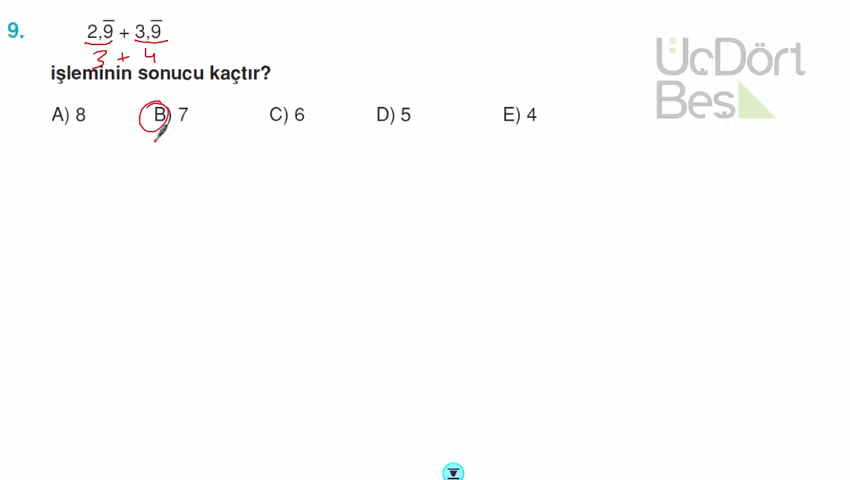 9. 2,9̅ + 3,9̅
3 + 4
işleminin sonucu kaçtır?
A) 8 B) 7 C) 6 D) 5 E) 4
ÜçDört
Beş